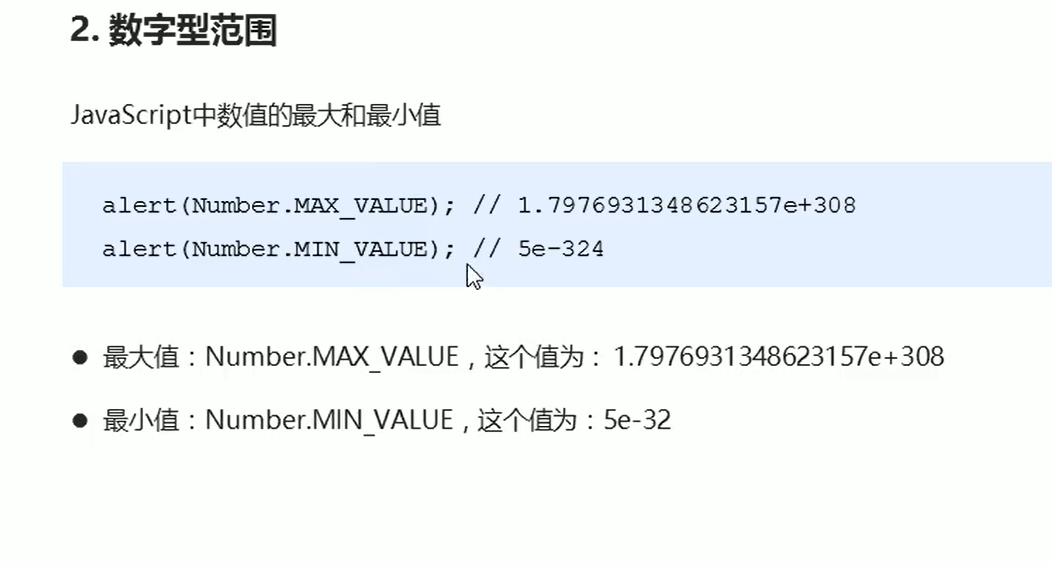 2. 数字型范围
JavaScript中数值的最大和最小值
alert(Number.MAX_VALUE); // 1.7976931348623157e+308
alert(Number.MIN_VALUE); // 5e-324
● 最大值：Number.MAX_VALUE，这个值为： 1.7976931348623157e+308
● 最小值：Number.MIN_VALUE，这个值为：5e-32